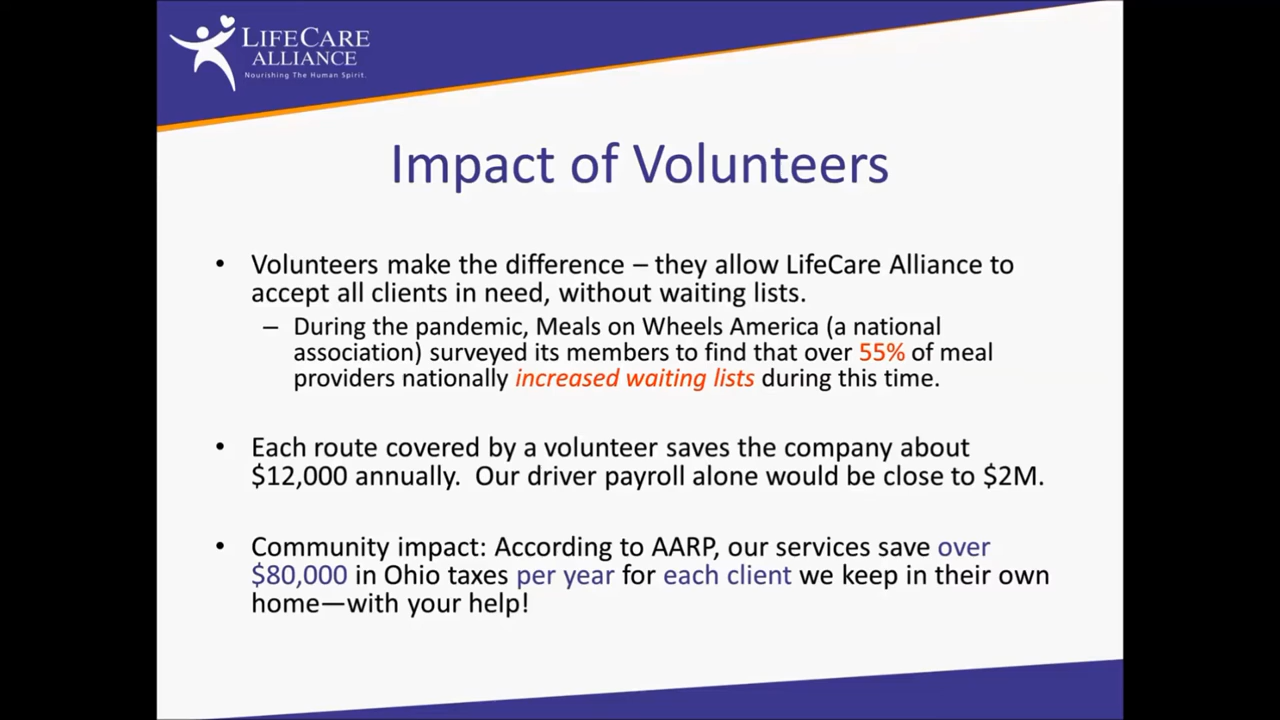 LIFECARE
ALLIANCE
Nourishing The Human Spirit.
Impact of Volunteers
• Volunteers make the difference – they allow LifeCare Alliance to
accept all clients in need, without waiting lists.
– During the pandemic, Meals on Wheels America (a national
association) surveyed its members to find that over 55% of meal
providers nationally increased waiting lists during this time.
• Each route covered by a volunteer saves the company about
$12,000 annually.  Our driver payroll alone would be close to $2M.
• Community impact: According to AARP, our services save over
$80,000 in Ohio taxes per year for each client we keep in their own
home—with your help!